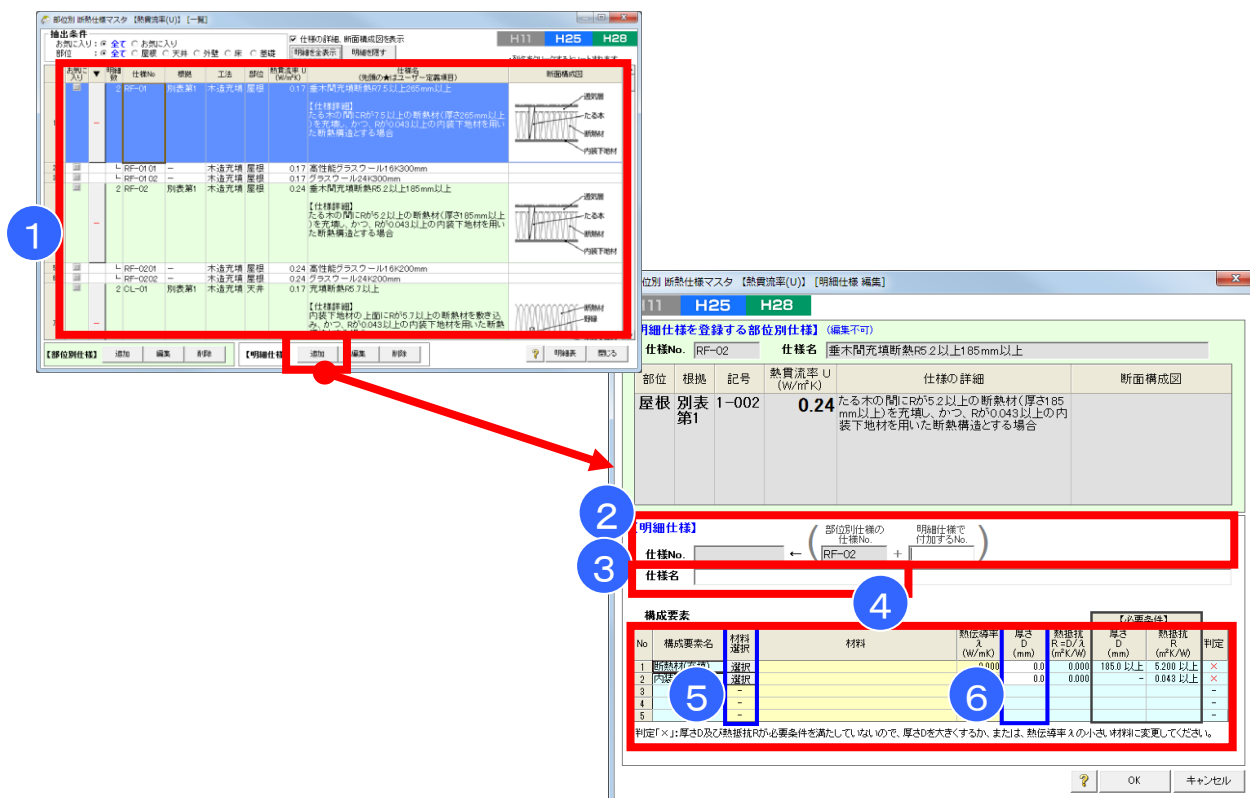 部位別 断熱仕様マスタ 【熱貫流率(U)】 [一覧]
抽出条件
お気に入り : 全て お気に入り
部位 : 全て 屋根 天井 外壁 床 基礎
仕様の詳細、断面構成図を表示
明細を全表示 明細を隠す
H11 H25 H28
お気に入り ▼ 明細数 仕様No 根拠 工法 部位 熱貫流率 U (W/m²K) 仕様名 (先頭の★はユーザー定義項目) 断面構成図
2 RF-01 別表第1 木造充填 屋根 0.17 垂木間充填断熱R7.5以上265mm以上
【仕様詳細】
たる木の間にRが7.5以上の断熱材(厚さ265mm以上
)を充填し、かつ、Rが0.043以上の内装下地材を用い
た断熱構造とする場合
通気層
たる木
断熱材
内装下地材
└ RF-0101 - 木造充填 屋根 0.17 高性能グラスウール16K300mm
└ RF-0102 - 木造充填 屋根 0.17 グラスウール24K300mm
2 RF-02 別表第1 木造充填 屋根 0.24 垂木間充填断熱R5.2以上185mm以上
【仕様詳細】
たる木の間にRが5.2以上の断熱材(厚さ185mm以上
)を充填し、かつ、Rが0.043以上の内装下地材を用い
た断熱構造とする場合
通気層
たる木
断熱材
内装下地材
1
└ RF-0201 - 木造充填 屋根 0.24 高性能グラスウール16K200mm
└ RF-0202 - 木造充填 屋根 0.24 グラスウール24K200mm
2 CL-01 別表第1 木造充填 天井 0.17 充填断熱R5.7以上
【仕様詳細】
内装下地材の上面にRが5.7以上の断熱材を敷き込
み、かつ、Rが0.043以上の内装下地材を用いた断熱
断熱材
野縁
【部位別仕様】 追加 編集 削除 【明細仕様 追加 編集 削除 ? 明細表 閉じる
部位別 断熱仕様マスタ 【熱貫流率(U)】 [明細仕様 編集]
H11 H25 H28
明細仕様を登録する部位別仕様】 (編集不可)
仕様No. RF-02 仕様名 垂木間充填断熱R5.2以上185mm以上
部位 根拠 記号 熱貫流率 U (W/m²K) 仕様の詳細 断面構成図
屋根 別表第1 1-002 0.24 たる木の間にRが5.2以上の断熱材(厚さ185
mm以上)を充填し、かつ、Rが0.043以上の内
装下地材を用いた断熱構造とする場合
2
【明細仕様】
部位別仕様の仕様No. 明細仕様で付加するNo.
仕様No. ← ( RF-02 + )
3
仕様名
4
構成要素
【必要条件】
No 構成要素名 材料選択 材料 熱伝導率 λ (W/mK) 厚さ D (mm) 熱抵抗 R=D/λ (m²K/W) 厚さ D (mm) 熱抵抗 R (m²K/W) 判定
1 断熱材(充填) 選択 0.000 0.0 0.000 185.0 以上 5.200 以上 ×
2 内装 選択 0.0 0.000 - 0.043 以上 ×
3 - -
4 - -
5 - -
5
6
判定「×」:厚さD及び熱抵抗Rが必要条件を満たしていないので、厚さDを大きくするか、または、熱伝導率λの小さい材料に変更してください。
? OK キャンセル